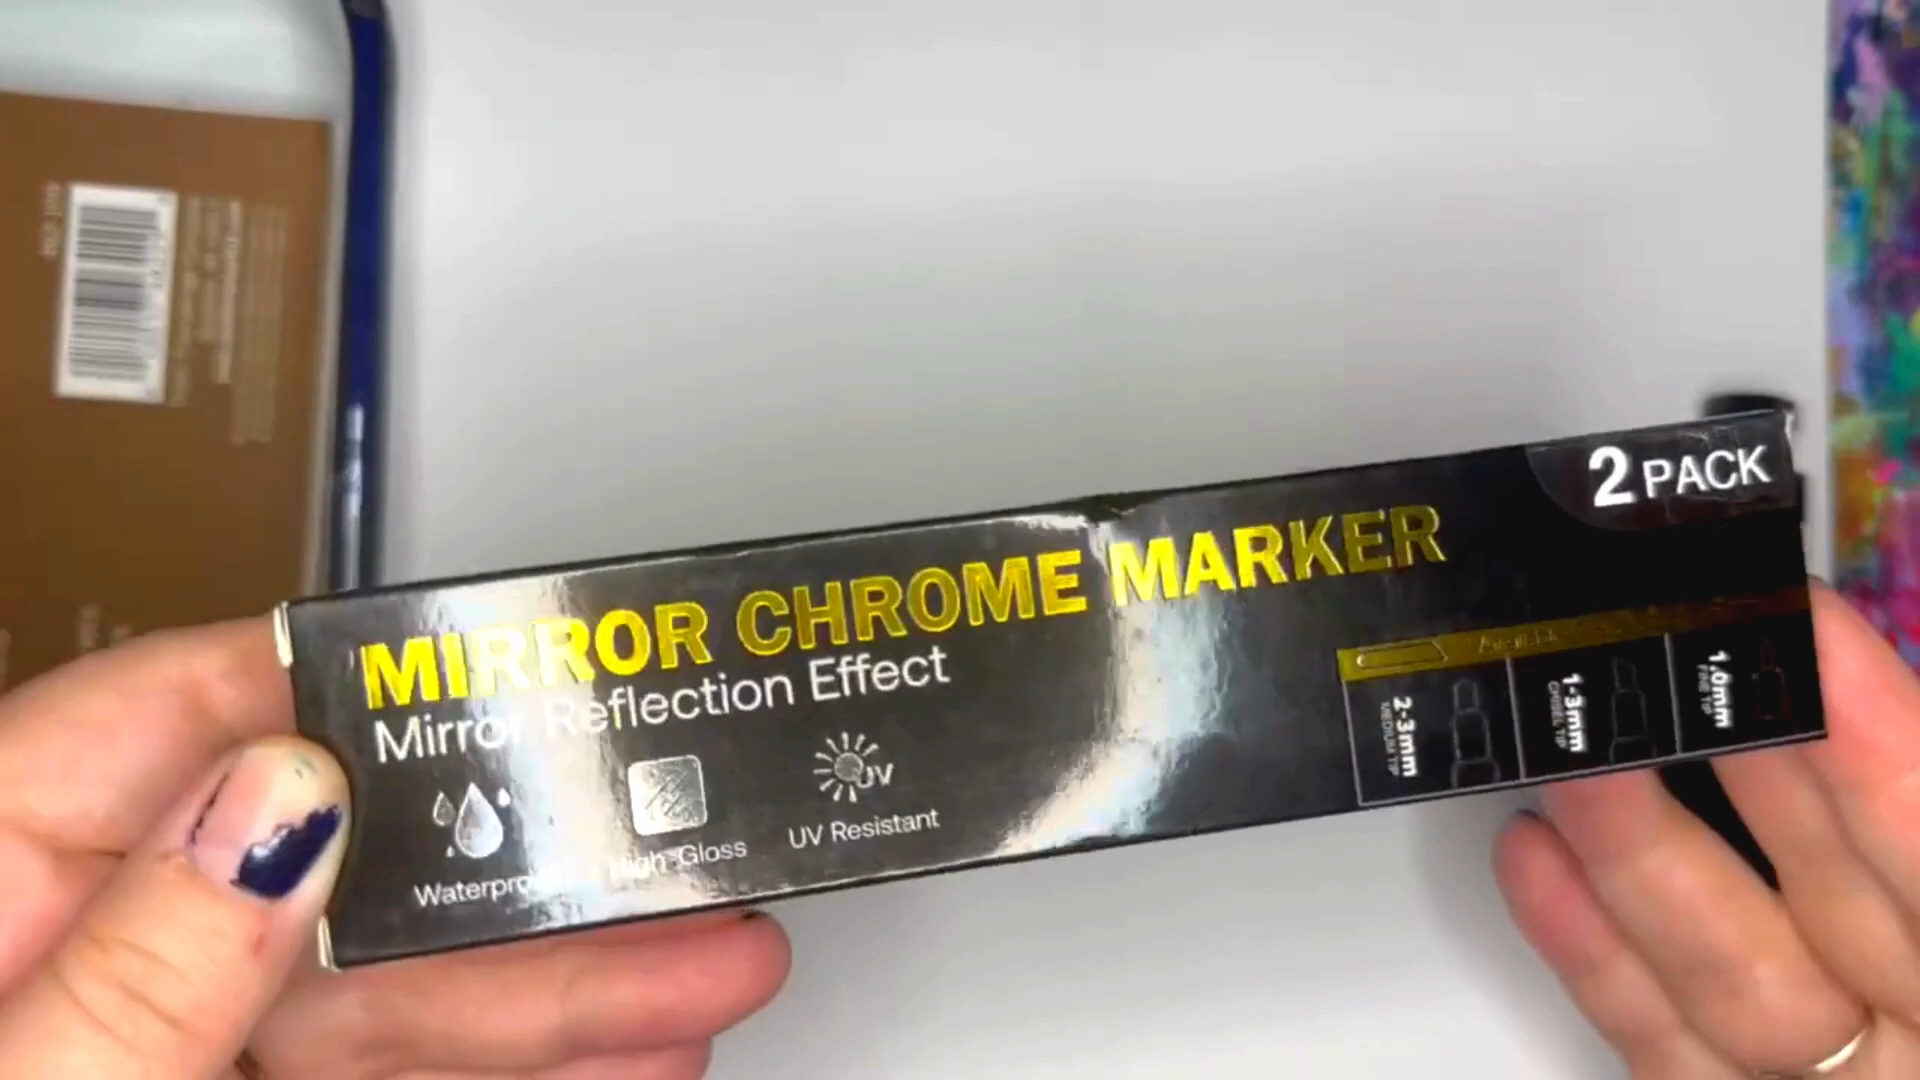 2 PACK
MIRROR CHROME MARKER
Mirror Reflection Effect
Waterproof
High-Gloss
UV
UV Resistant
2-3mm
MEDIUM TIP
1-3mm
CHISEL TIP
1.0mm
FINE TIP